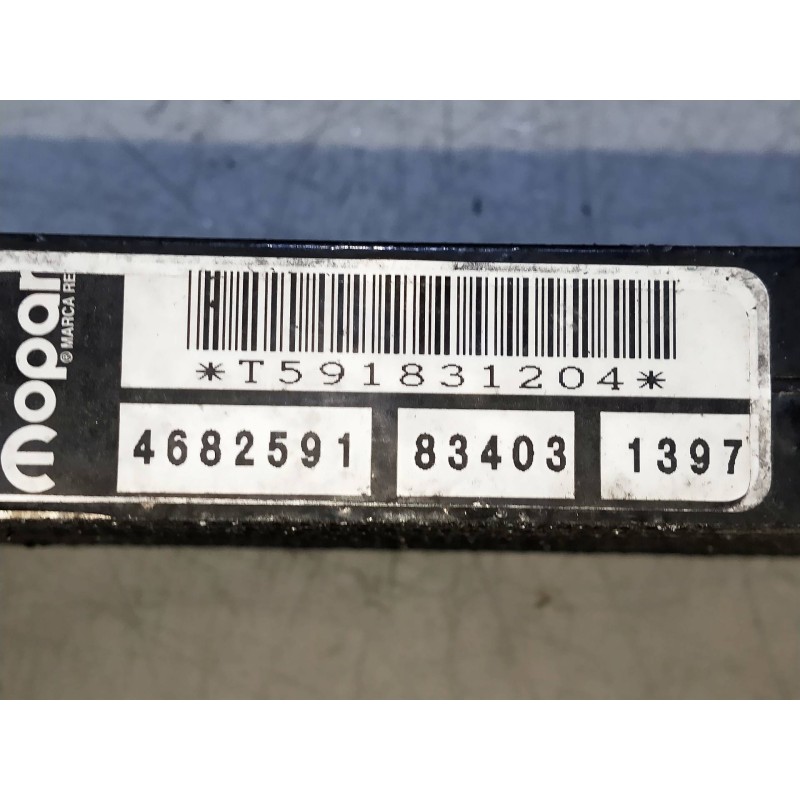 mopar
® MARCA RE
*T591831204*
4682591 83403 1397